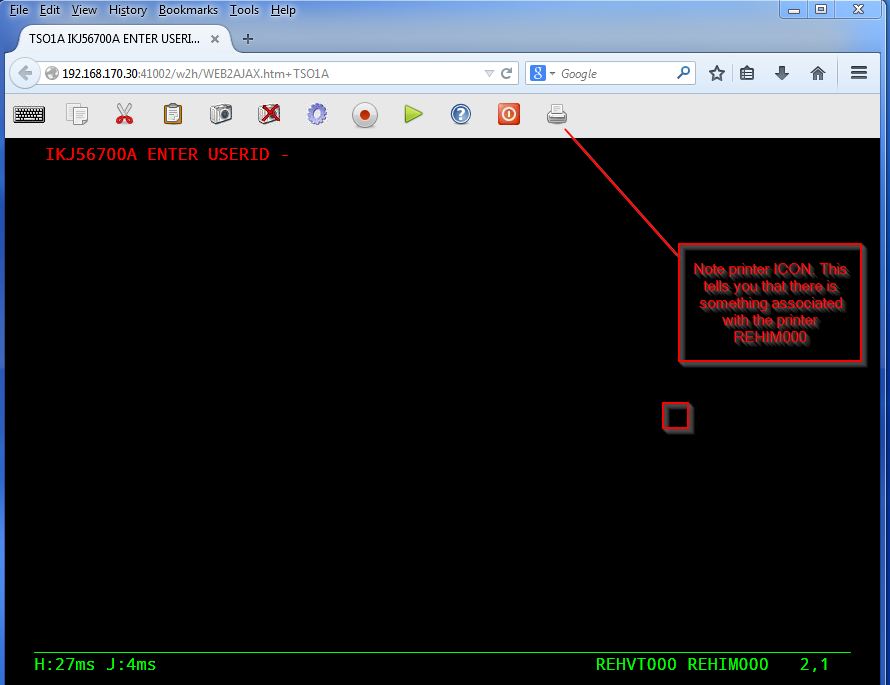 File Edit View History Bookmarks Tools Help
TSO1A IKJ56700A ENTER USERI...
192.168.170.30:41002/w2h/WEB2AJAX.htm+TSO1A
8 Google
IKJ56700A ENTER USERID -
Note printer ICON. This
tells you that there is
something associated
with the printer
REHIM000
H:27ms J:4ms REHVT000 REHIM000 2,1